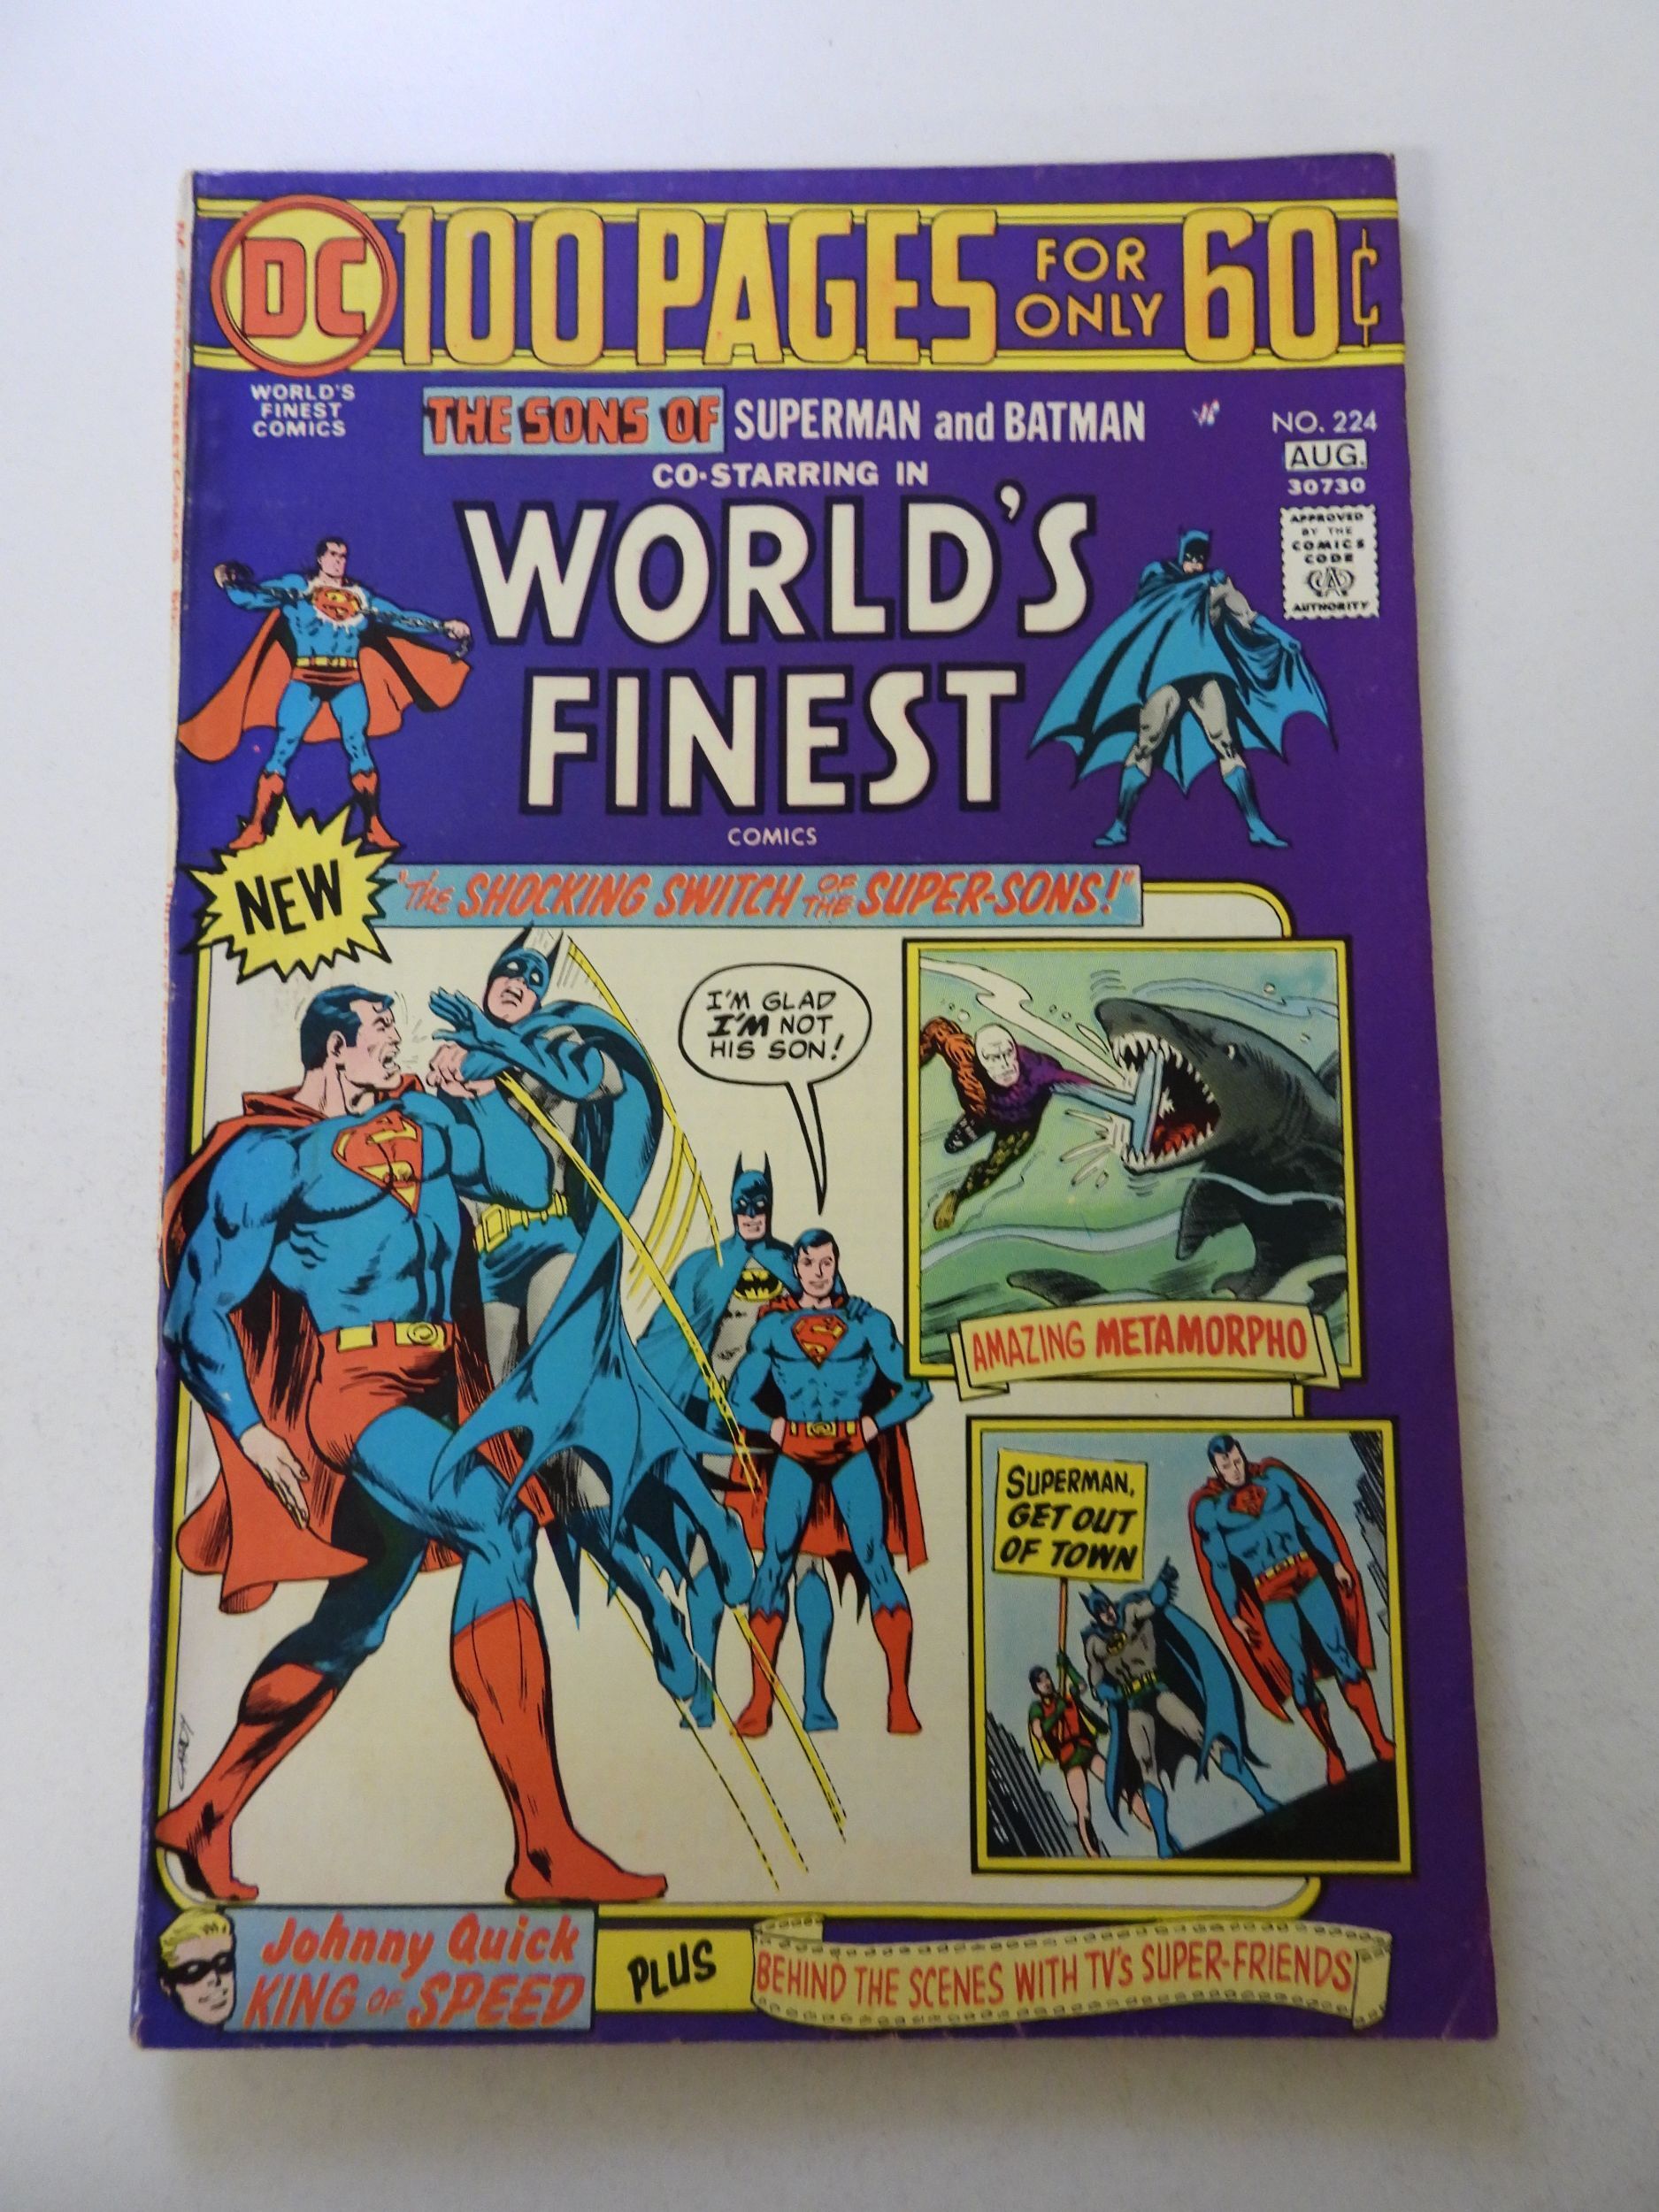 DC 100 PAGES FOR ONLY 60¢
WORLD'S
FINEST
COMICS
THE SONS OF SUPERMAN and BATMAN
CO-STARRING IN
WORLD'S
FINEST
COMICS
NO. 224
AUG.
30730
APPROVED
BY THE
COMICS
CODE
CA
AUTHORITY
NEW
"The SHOCKING SWITCH OF THE SUPER-SONS!"
I'M GLAD
I'M NOT
HIS SON!
AMAZING METAMORPHO
SUPERMAN,
GET OUT
OF TOWN
CARDY
Johnny Quick
KING OF SPEED
PLUS
BEHIND THE SCENES WITH TV's SUPER-FRIENDS